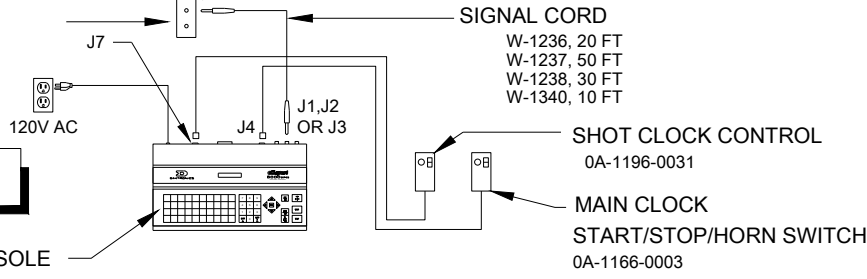 SIGNAL CORD
W-1236, 20 FT
W-1237, 50 FT
W-1238, 30 FT
W-1340, 10 FT
J7
120V AC
J4
J1,J2
OR J3
SHOT CLOCK CONTROL
0A-1196-0031
MAIN CLOCK
START/STOP/HORN SWITCH
0A-1166-0003
SOLE